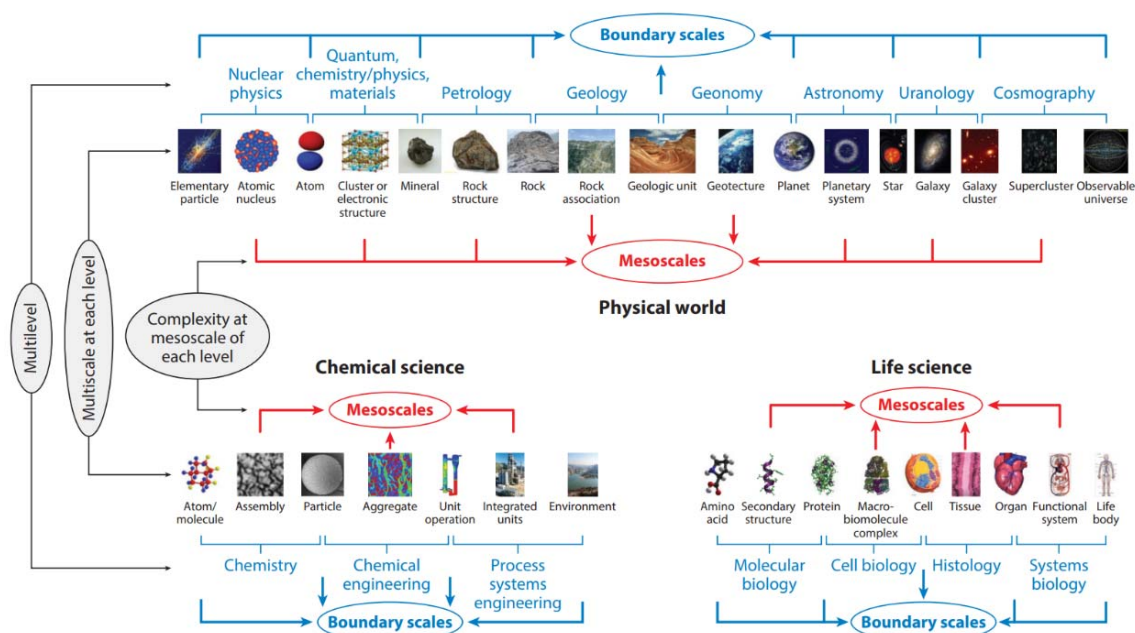 Boundary scales
Nuclear
physics
Quantum,
chemistry/physics,
materials
Petrology
Geology
Geonomy
Astronomy
Uranology
Cosmography
Elementary
particle
Atomic
nucleus
Atom
Cluster or
electronic
structure
Mineral
Rock
structure
Rock
Rock
association
Geologic unit
Geotecture
Planet
Planetary
system
Star
Galaxy
Galaxy
cluster
Supercluster
Observable
universe
Mesoscales
Physical world
Multilevel
Multiscale at each level
Complexity at
mesoscale of
each level
Chemical science
Mesoscales
Atom/
molecule
Assembly
Particle
Aggregate
Unit
operation
Integrated
units
Environment
Chemistry
Chemical
engineering
Process
systems
engineering
Boundary scales
Life science
Mesoscales
Amino
acid
Secondary
structure
Protein
Macro-
biomolecule
complex
Cell
Tissue
Organ
Functional
system
Life
body
Molecular
biology
Cell biology
Histology
Systems
biology
Boundary scales